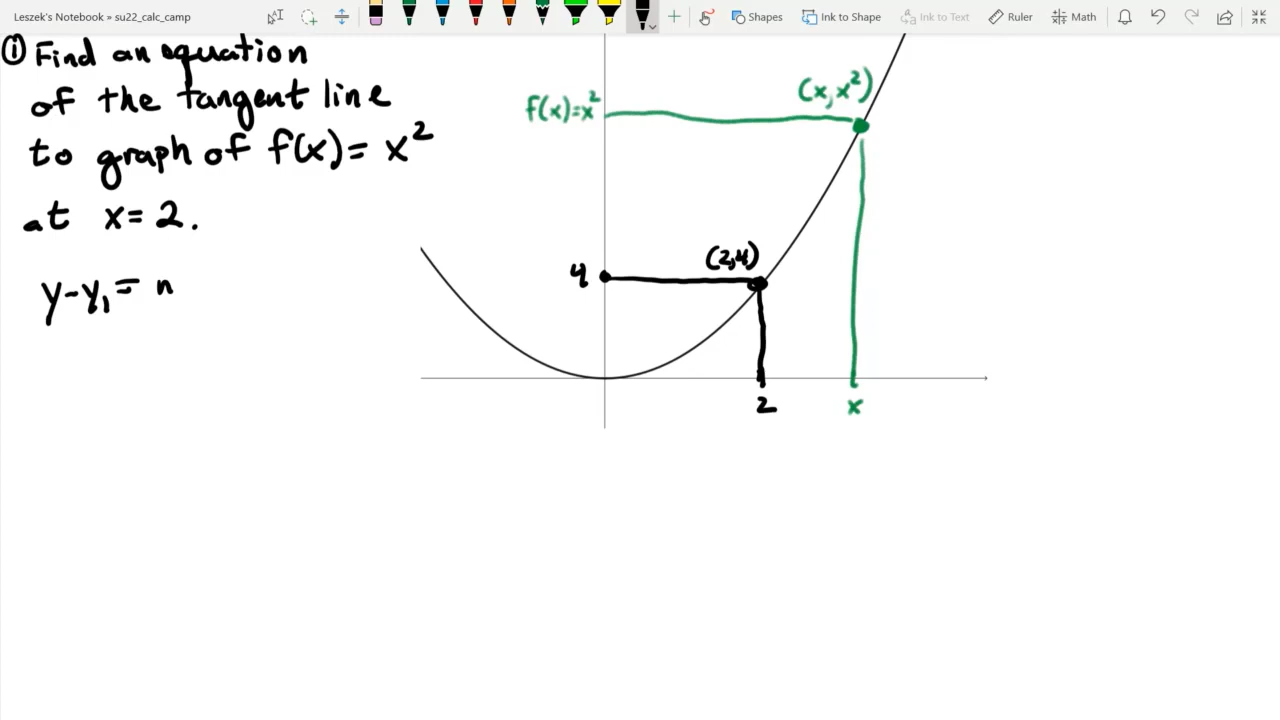 Leszek's Notebook » su22_calc_camp
Shapes
Ink to Shape
Ink to Text
Ruler
Math
① Find an equation
of the tangent line
to graph of f(x) = x²
at x = 2.
y-y₁ = n
f(x)=x²
(x, x²)
4
(2,4)
2
x